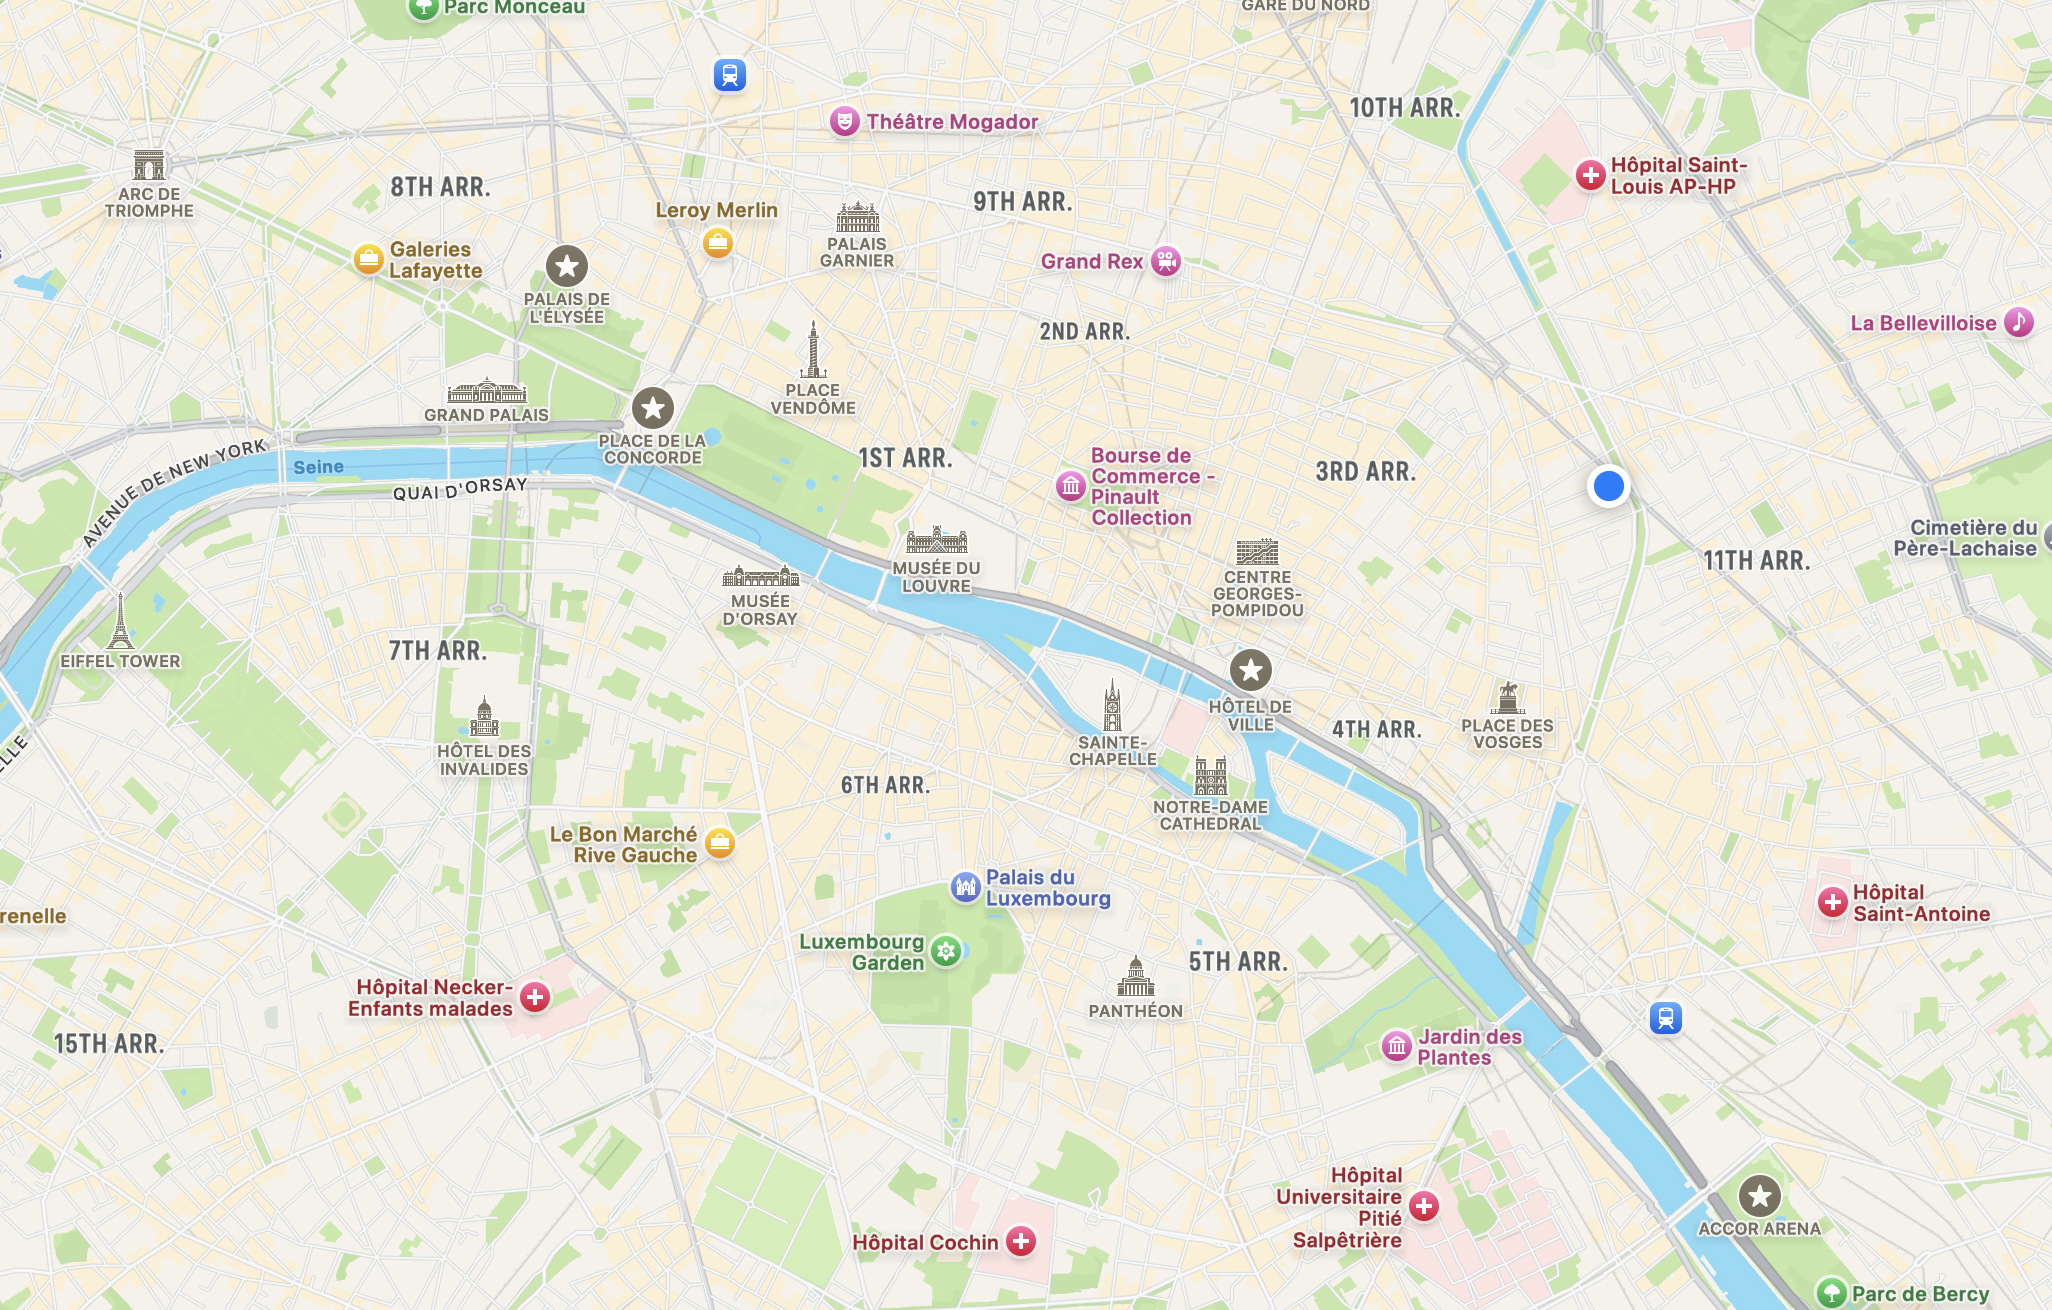 Parc Monceau
GARE DU NORD
10TH ARR.
Théâtre Mogador
Hôpital Saint-
Louis AP-HP
ARC DE
TRIOMPHE
8TH ARR.
Leroy Merlin
9TH ARR.
PALAIS
GARNIER
Galeries
Lafayette
Grand Rex
PALAIS DE
L'ÉLYSÉE
2ND ARR.
La Bellevilloise
PLACE
VENDÔME
GRAND PALAIS
PLACE DE LA
CONCORDE
1ST ARR.
Bourse de
Commerce -
Pinault
Collection
3RD ARR.
AVENUE DE NEW YORK
Seine
QUAI D'ORSAY
Cimetière du
Père-Lachaise
11TH ARR.
MUSÉE DU
LOUVRE
CENTRE
GEORGES-
POMPIDOU
MUSÉE
D'ORSAY
EIFFEL TOWER
7TH ARR.
HÔTEL DE
VILLE
4TH ARR.
PLACE DES
VOSGES
SAINTE-
CHAPELLE
HÔTEL DES
INVALIDES
ELLE
6TH ARR.
NOTRE-DAME
CATHEDRAL
Le Bon Marché
Rive Gauche
Palais du
Luxembourg
Hôpital
Saint-Antoine
renelle
Luxembourg
Garden
5TH ARR.
PANTHÉON
Hôpital Necker-
Enfants malades
15TH ARR.
Jardin des
Plantes
Hôpital
Universitaire
Pitié
Salpêtrière
ACCOR ARENA
Hôpital Cochin
Parc de Bercy